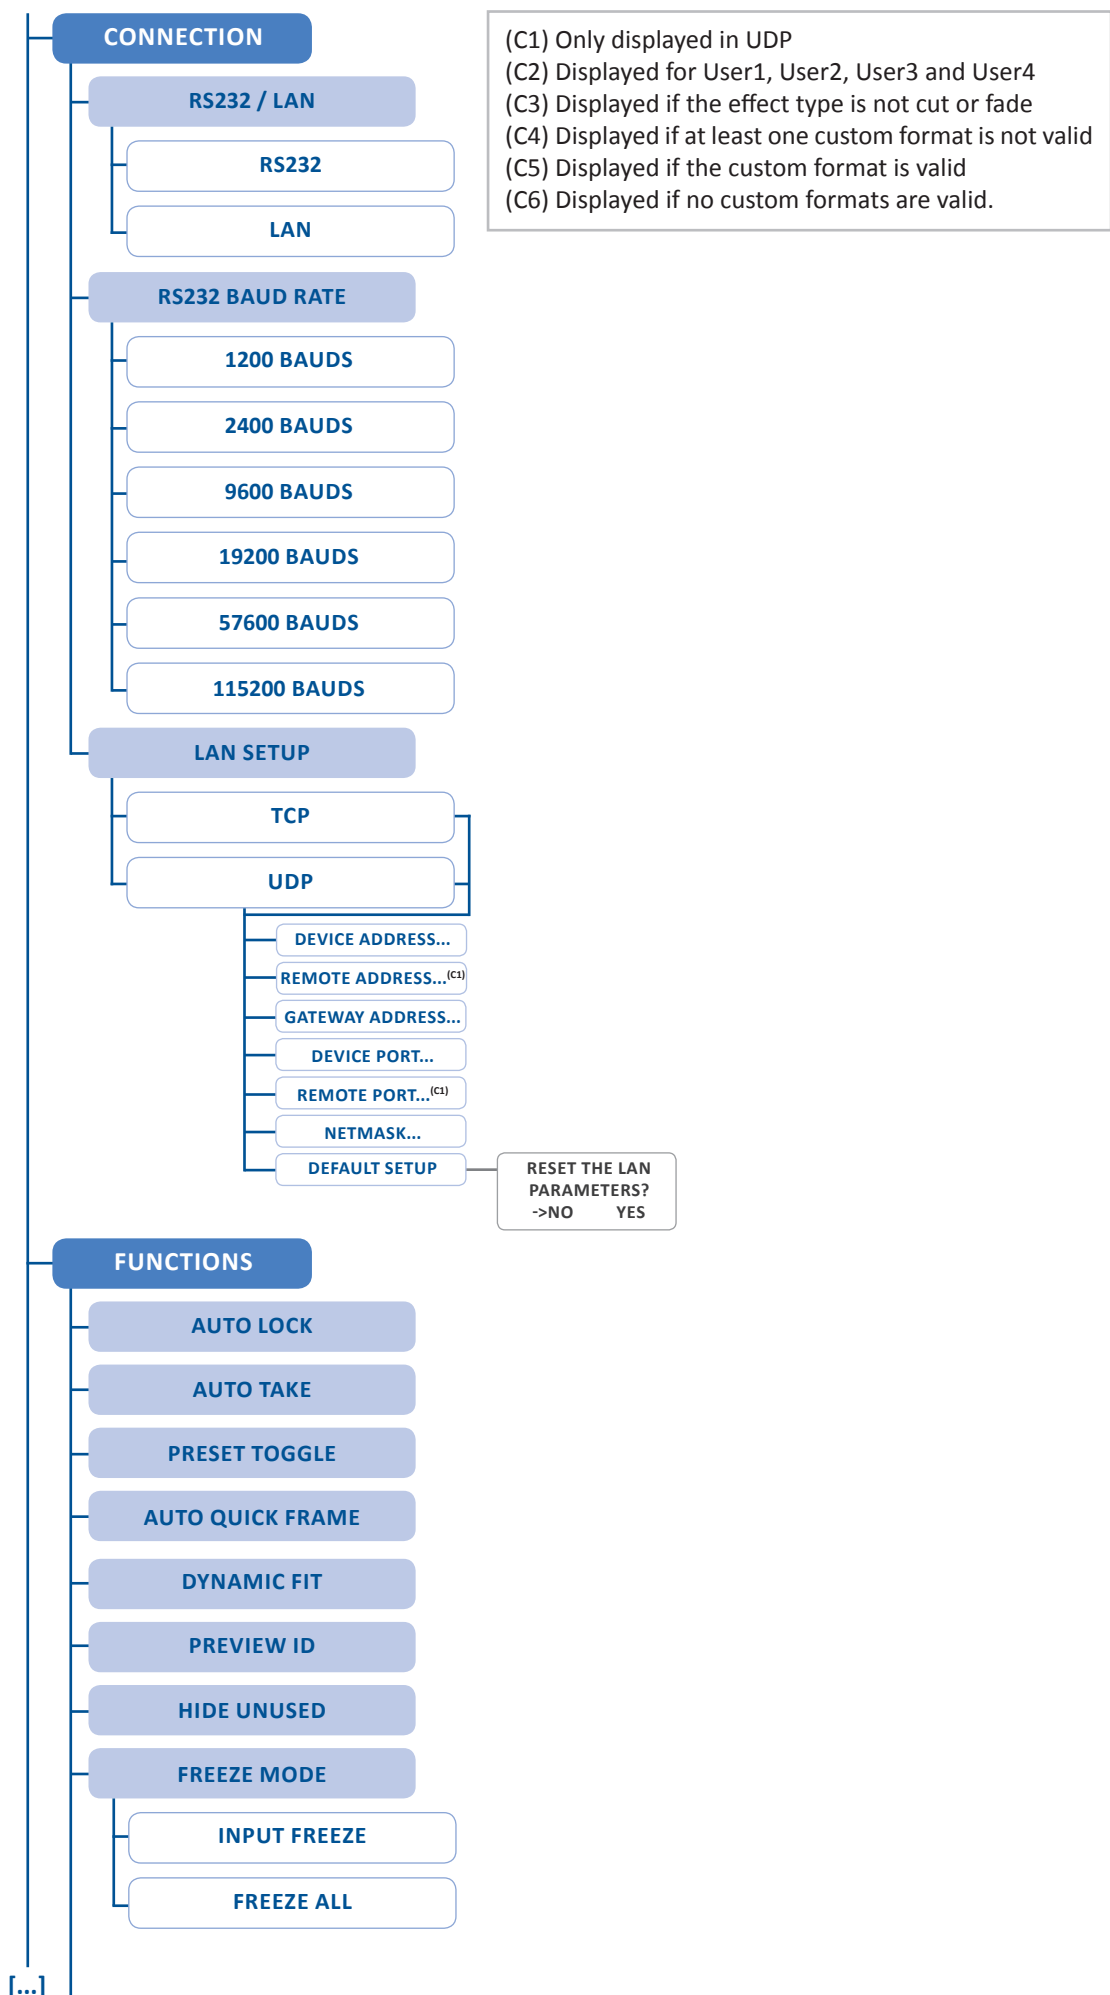 CONNECTION
(C1) Only displayed in UDP
(C2) Displayed for User1, User2, User3 and User4
(C3) Displayed if the effect type is not cut or fade
(C4) Displayed if at least one custom format is not valid
(C5) Displayed if the custom format is valid
(C6) Displayed if no custom formats are valid.
RS232 / LAN
RS232
LAN
RS232 BAUD RATE
1200 BAUDS
2400 BAUDS
9600 BAUDS
19200 BAUDS
57600 BAUDS
115200 BAUDS
LAN SETUP
TCP
UDP
DEVICE ADDRESS...
REMOTE ADDRESS...(C1)
GATEWAY ADDRESS...
DEVICE PORT...
REMOTE PORT...(C1)
NETMASK...
DEFAULT SETUP
RESET THE LAN
PARAMETERS?
->NO YES
FUNCTIONS
AUTO LOCK
AUTO TAKE
PRESET TOGGLE
AUTO QUICK FRAME
DYNAMIC FIT
PREVIEW ID
HIDE UNUSED
FREEZE MODE
INPUT FREEZE
FREEZE ALL
[...]